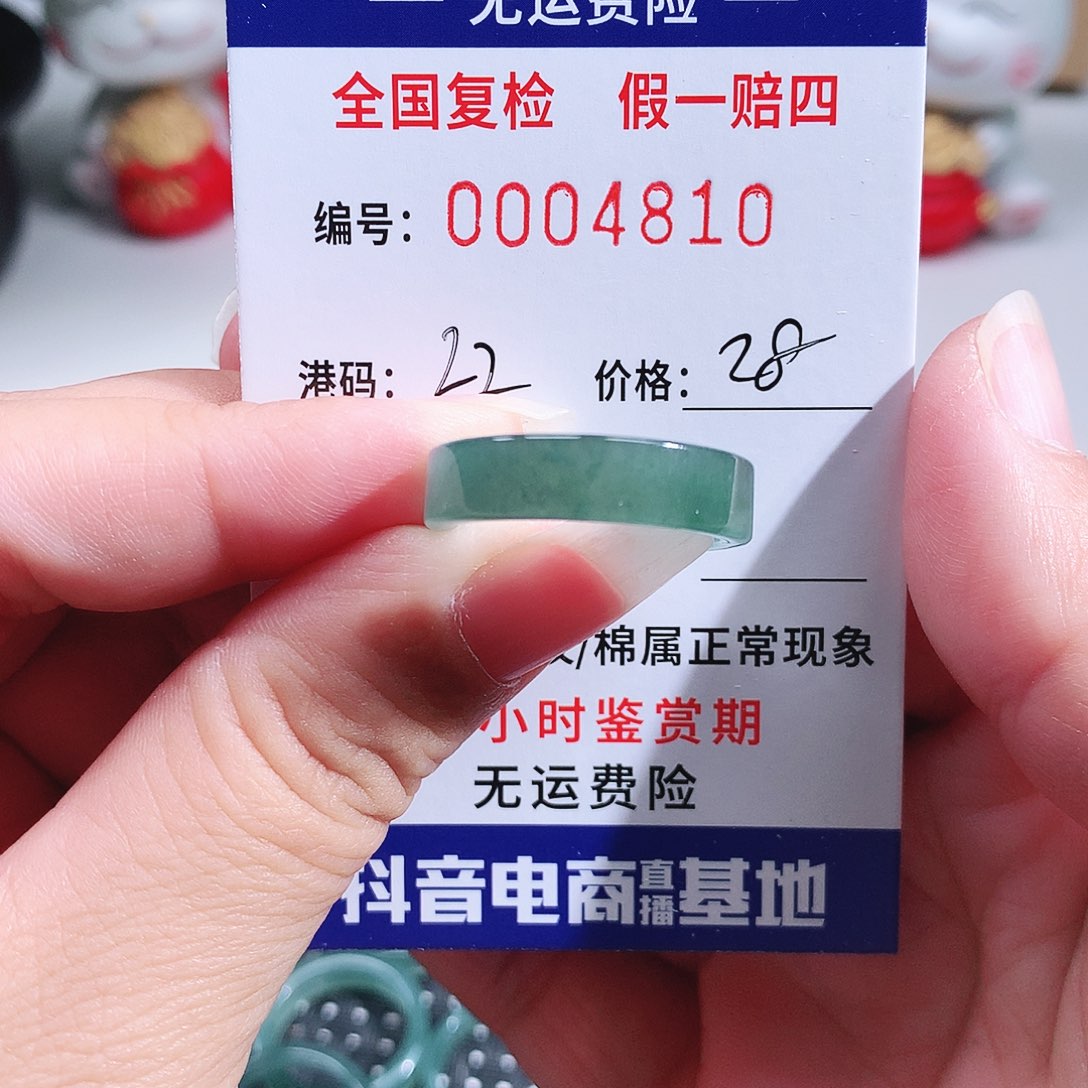 无运费险
全国复检 假一赔四
编号：0004810
港码：22 价格：28
/棉属正常现象
小时鉴赏期
无运费险
抖音电商直播基地